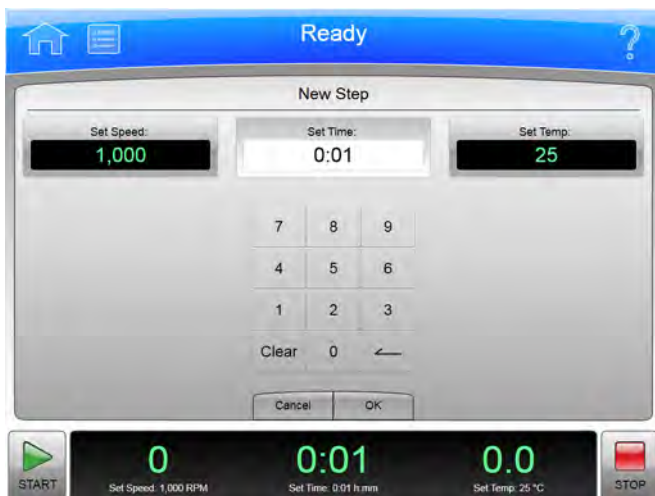 Ready
New Step
Set Speed: Set Time: Set Temp:
1,000 0:01 25
7 8 9
4 5 6
1 2 3
Clear 0
Cancel OK
0 0:01 0.0
START Set Speed: 1,000 RPM Set Time: 0:01 h:mm Set Temp: 25 °C STOP